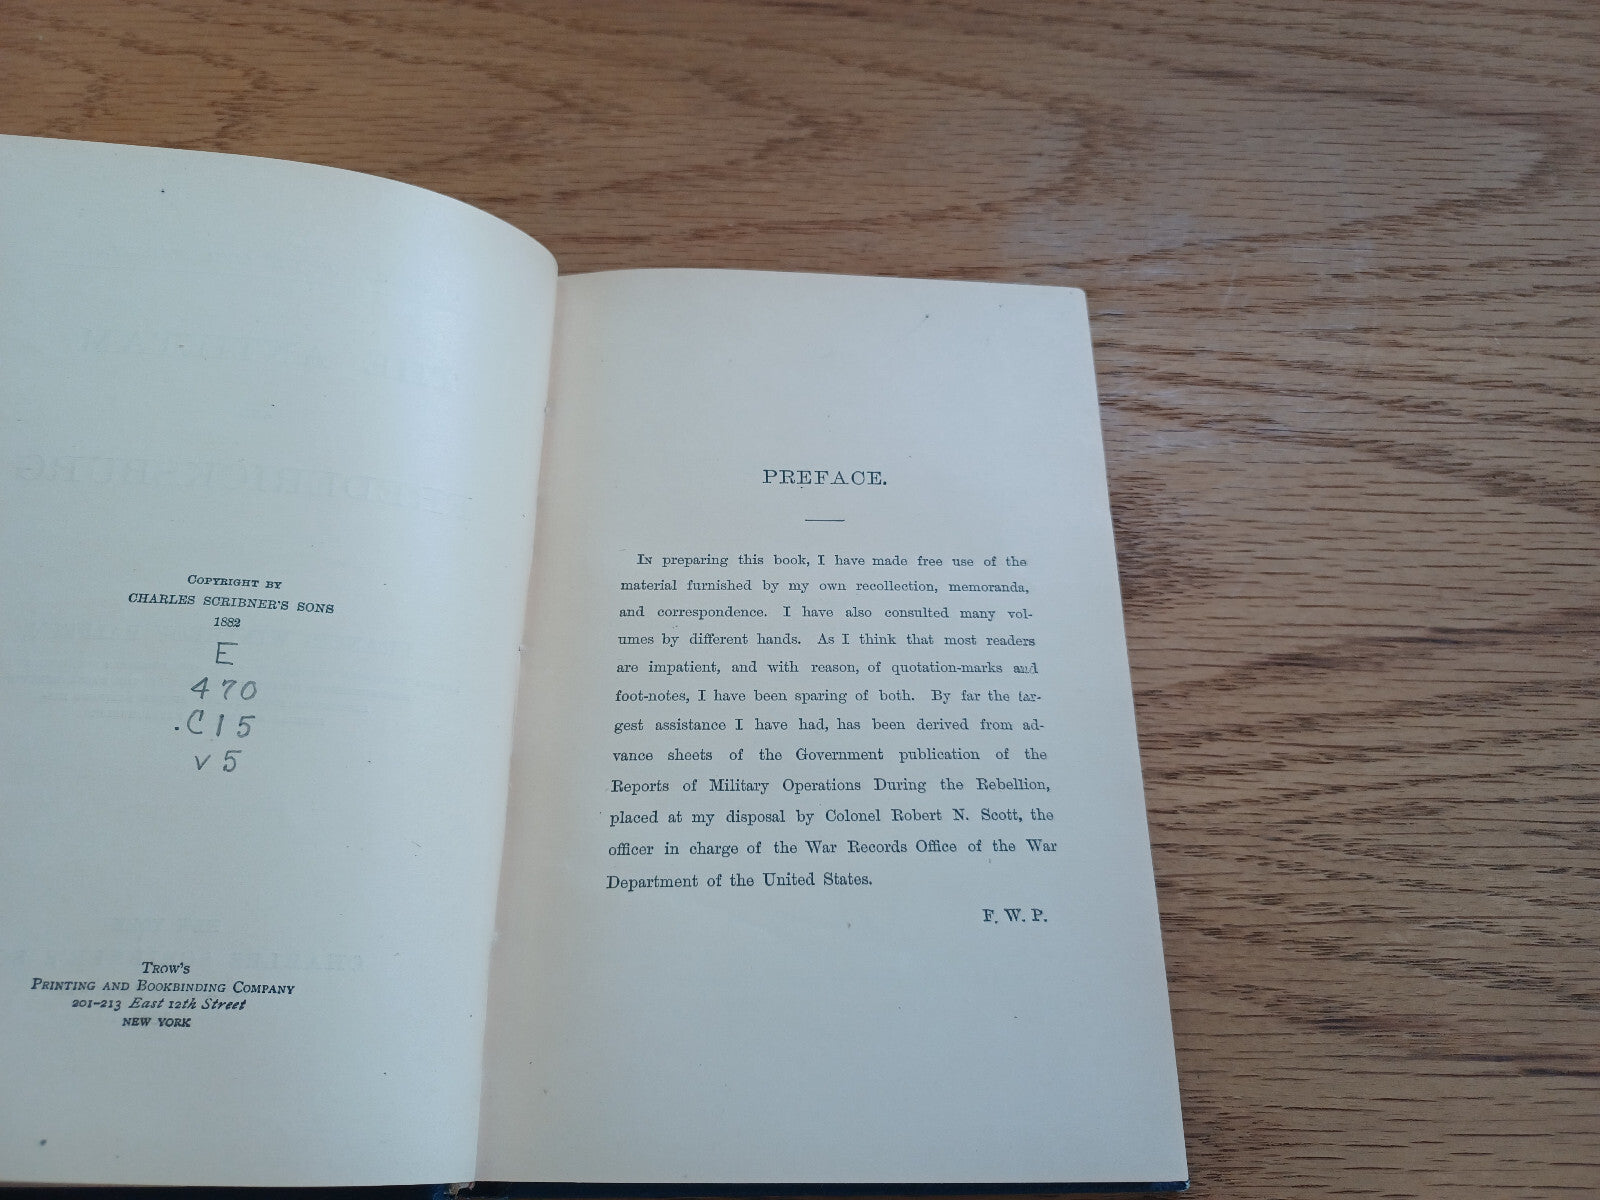 COPYRIGHT BY
CHARLES SCRIBNER'S SONS
1882
E
470
.C15
v5
TROW'S
PRINTING AND BOOKBINDING COMPANY
201-213 East 12th Street
NEW YORK
PREFACE.
IN preparing this book, I have made free use of the
material furnished by my own recollection, memoranda,
and correspondence. I have also consulted many vol-
umes by different hands. As I think that most readers
are impatient, and with reason, of quotation-marks and
foot-notes, I have been sparing of both. By far the lar-
gest assistance I have had, has been derived from ad-
vance sheets of the Government publication of the
Reports of Military Operations During the Rebellion,
placed at my disposal by Colonel Robert N. Scott, the
officer in charge of the War Records Office of the War
Department of the United States.
F. W. P.